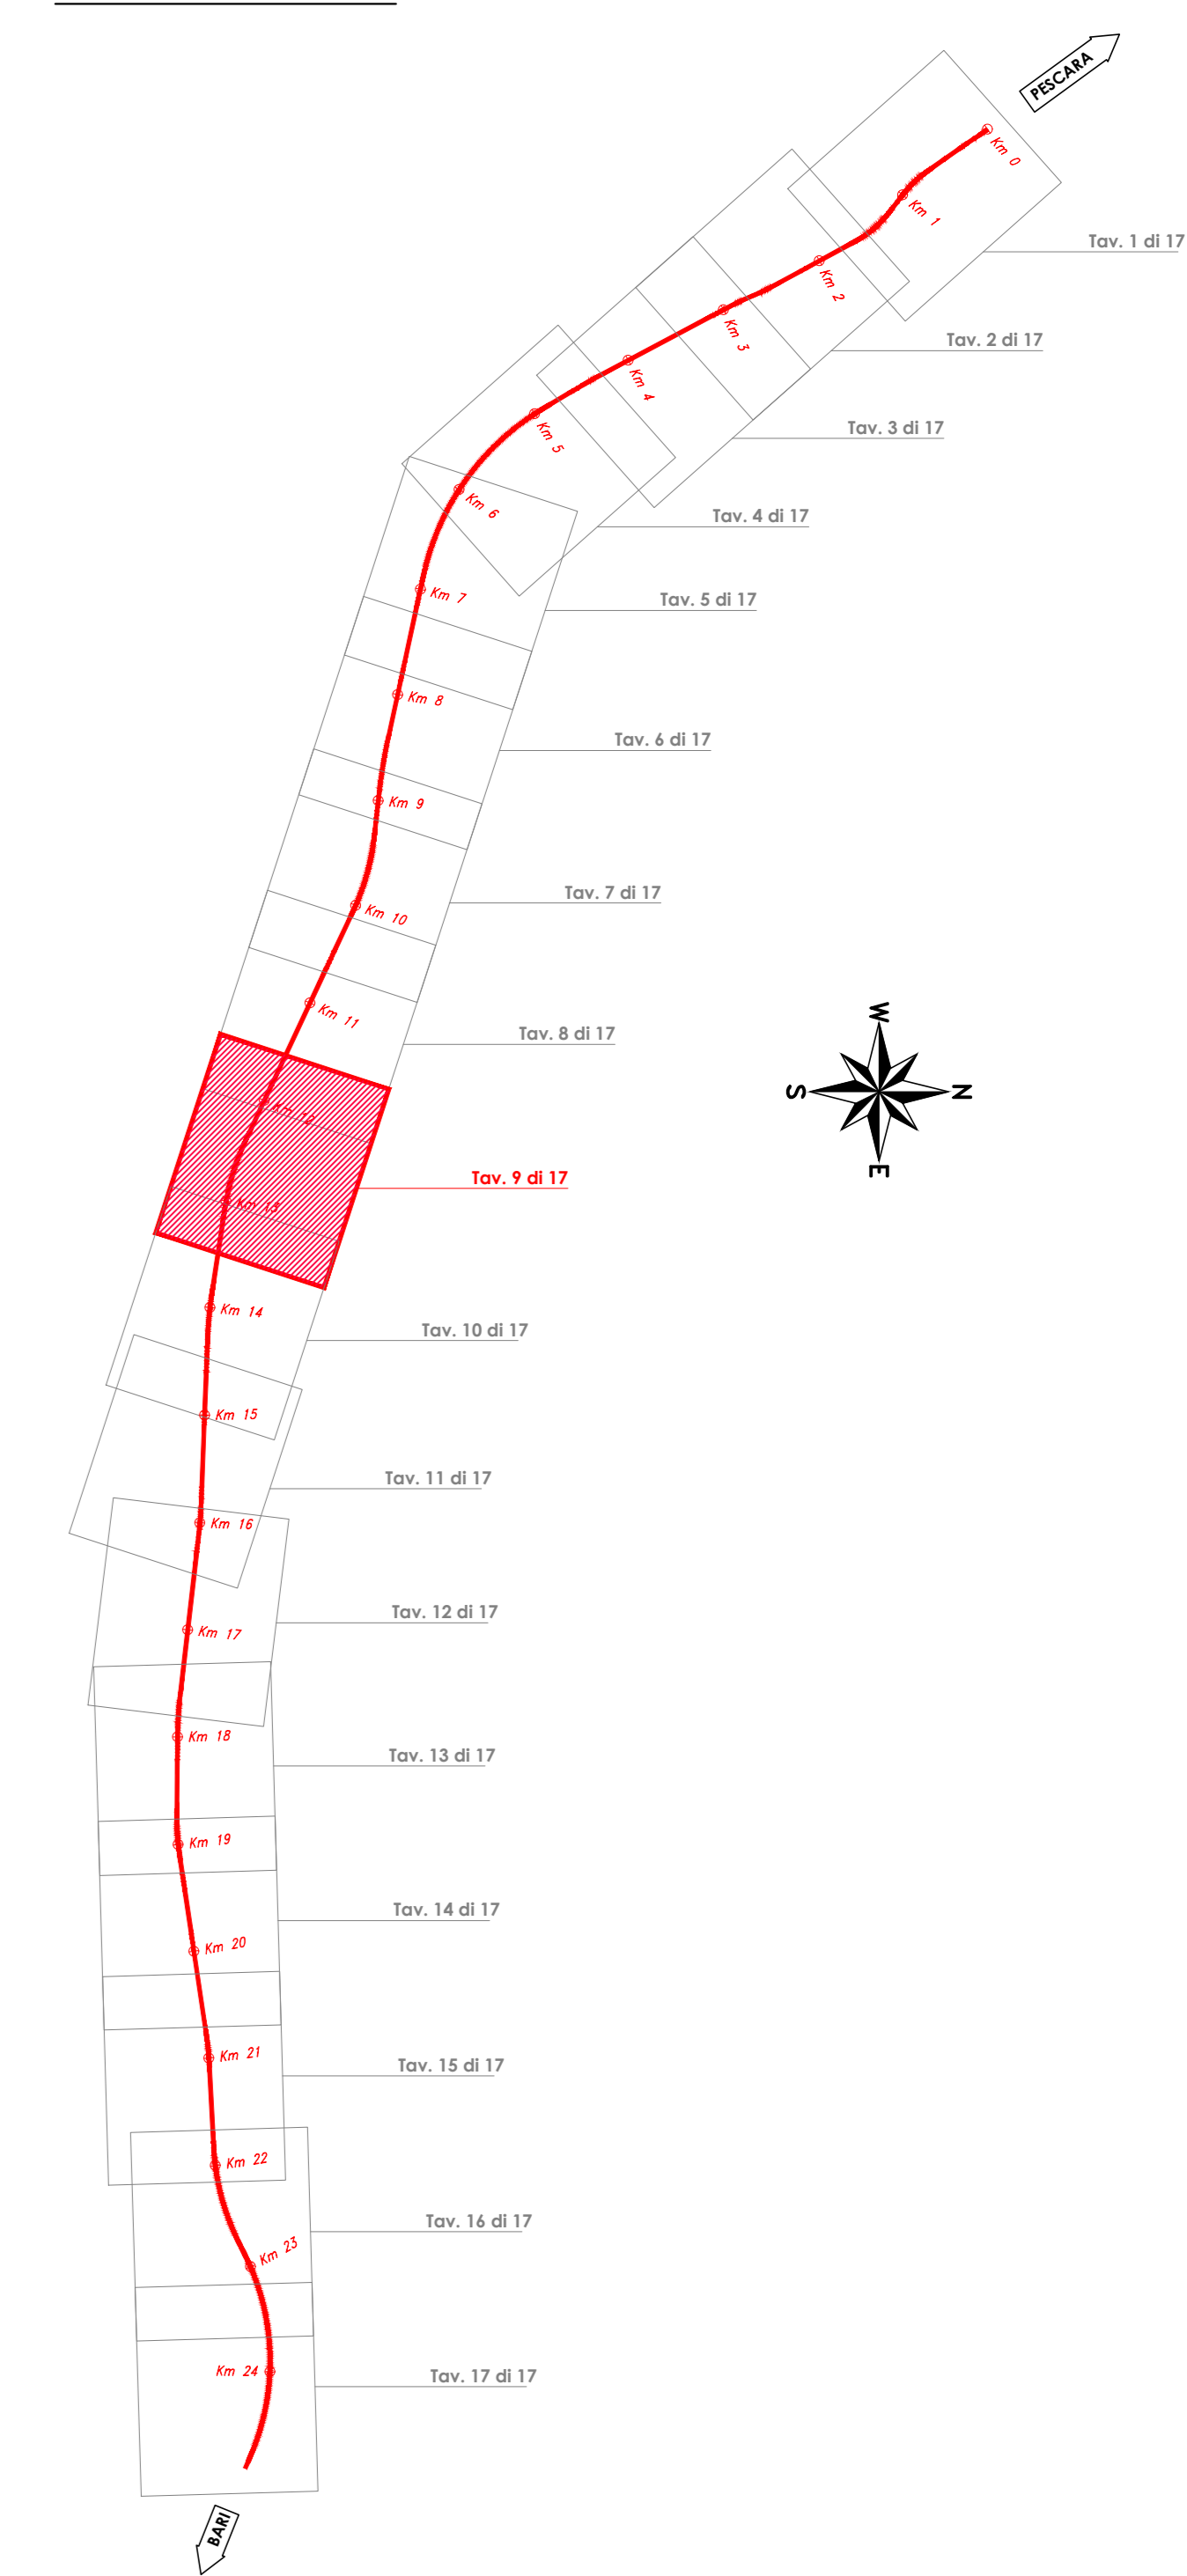 PESCARA
Km 0
Km 1
Tav. 1 di 17
Km 2
Km 3
Tav. 2 di 17
Km 4
Tav. 3 di 17
Km 5
Km 6
Tav. 4 di 17
Km 7
Tav. 5 di 17
Km 8
Tav. 6 di 17
Km 9
Tav. 7 di 17
Km 10
Km 11
W
Tav. 8 di 17
S
N
Km 12
E
Tav. 9 di 17
Km 13
Km 14
Tav. 10 di 17
Km 15
Tav. 11 di 17
Km 16
Tav. 12 di 17
Km 17
Km 18
Tav. 13 di 17
Km 19
Tav. 14 di 17
Km 20
Km 21
Tav. 15 di 17
Km 22
Tav. 16 di 17
Km 23
Km 24
Tav. 17 di 17
BARI